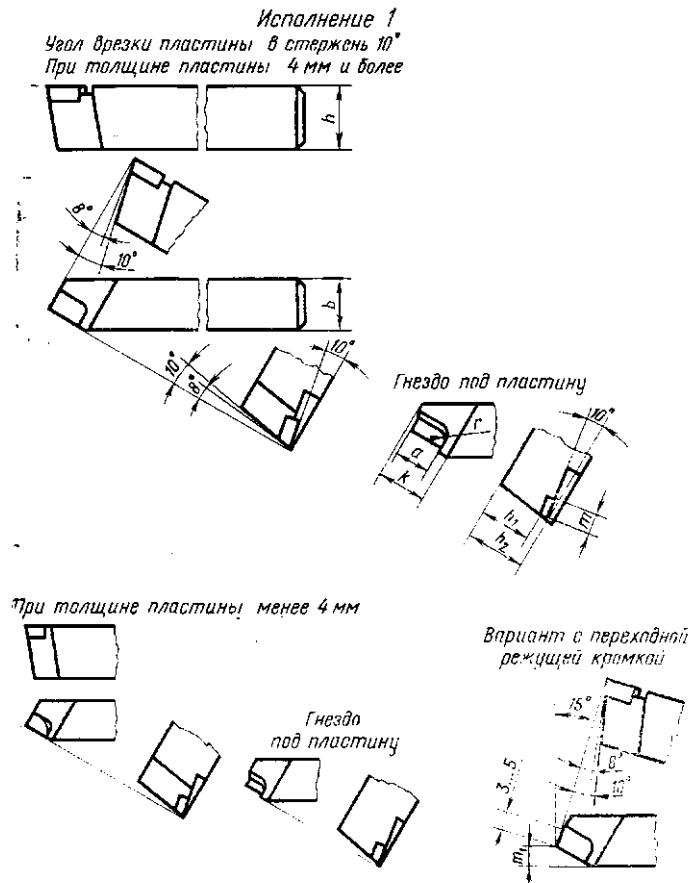 Исполнение 1
Угол врезки пластины в стержень 10°
При толщине пластины 4 мм и более
h
8°
10°
b
10°
8°
10°
Гнездо под пластину
r
a
k
10°
h₁
h₂
m
При толщине пластины менее 4 мм
Гнездо
под пластину
Вариант с переходной
режущей кромкой
15°
8°
3...5
m₁